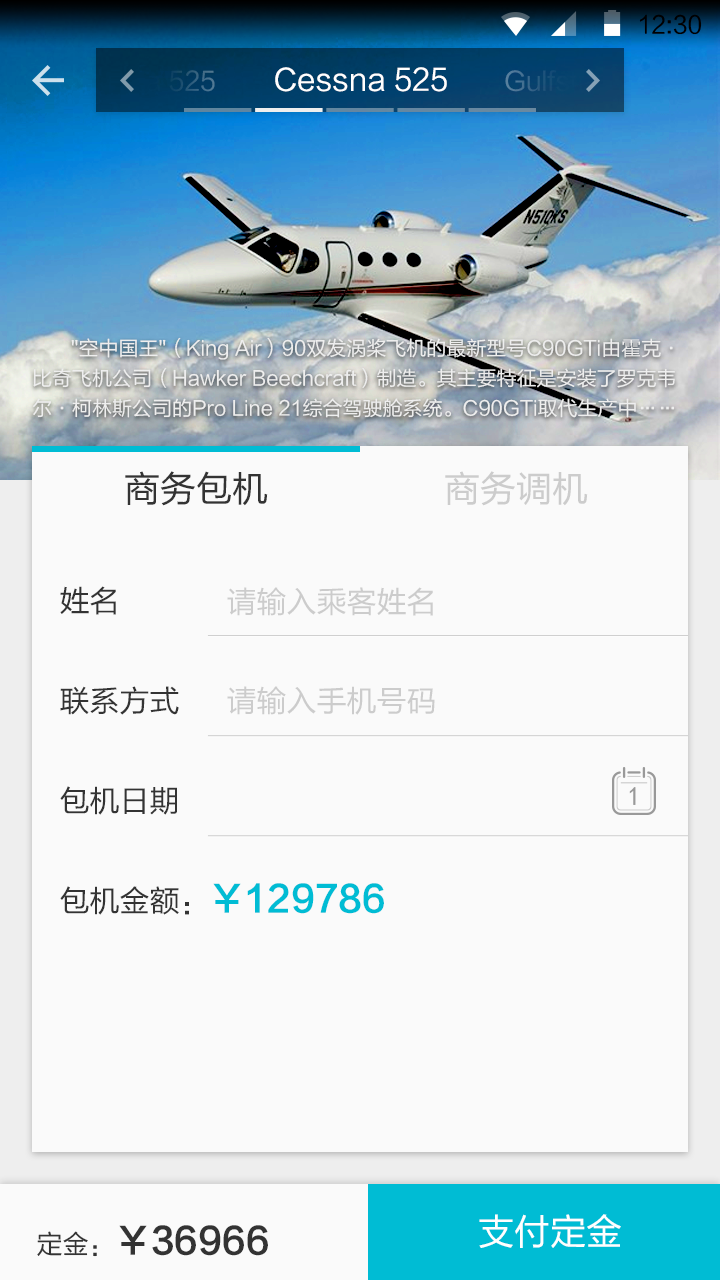 12:30
525 Cessna 525 Gulf
N510KS
"空中国王"（King Air）90双发涡桨飞机的最新型号C90GTi由霍克·
比奇飞机公司（Hawker Beechcraft）制造。其主要特征是安装了罗克韦
尔·柯林斯公司的Pro Line 21综合驾驶舱系统。C90GTi取代生产中……
商务包机 商务调机
姓名 请输入乘客姓名
联系方式 请输入手机号码
包机日期 1
包机金额：￥129786
定金：￥36966 支付定金